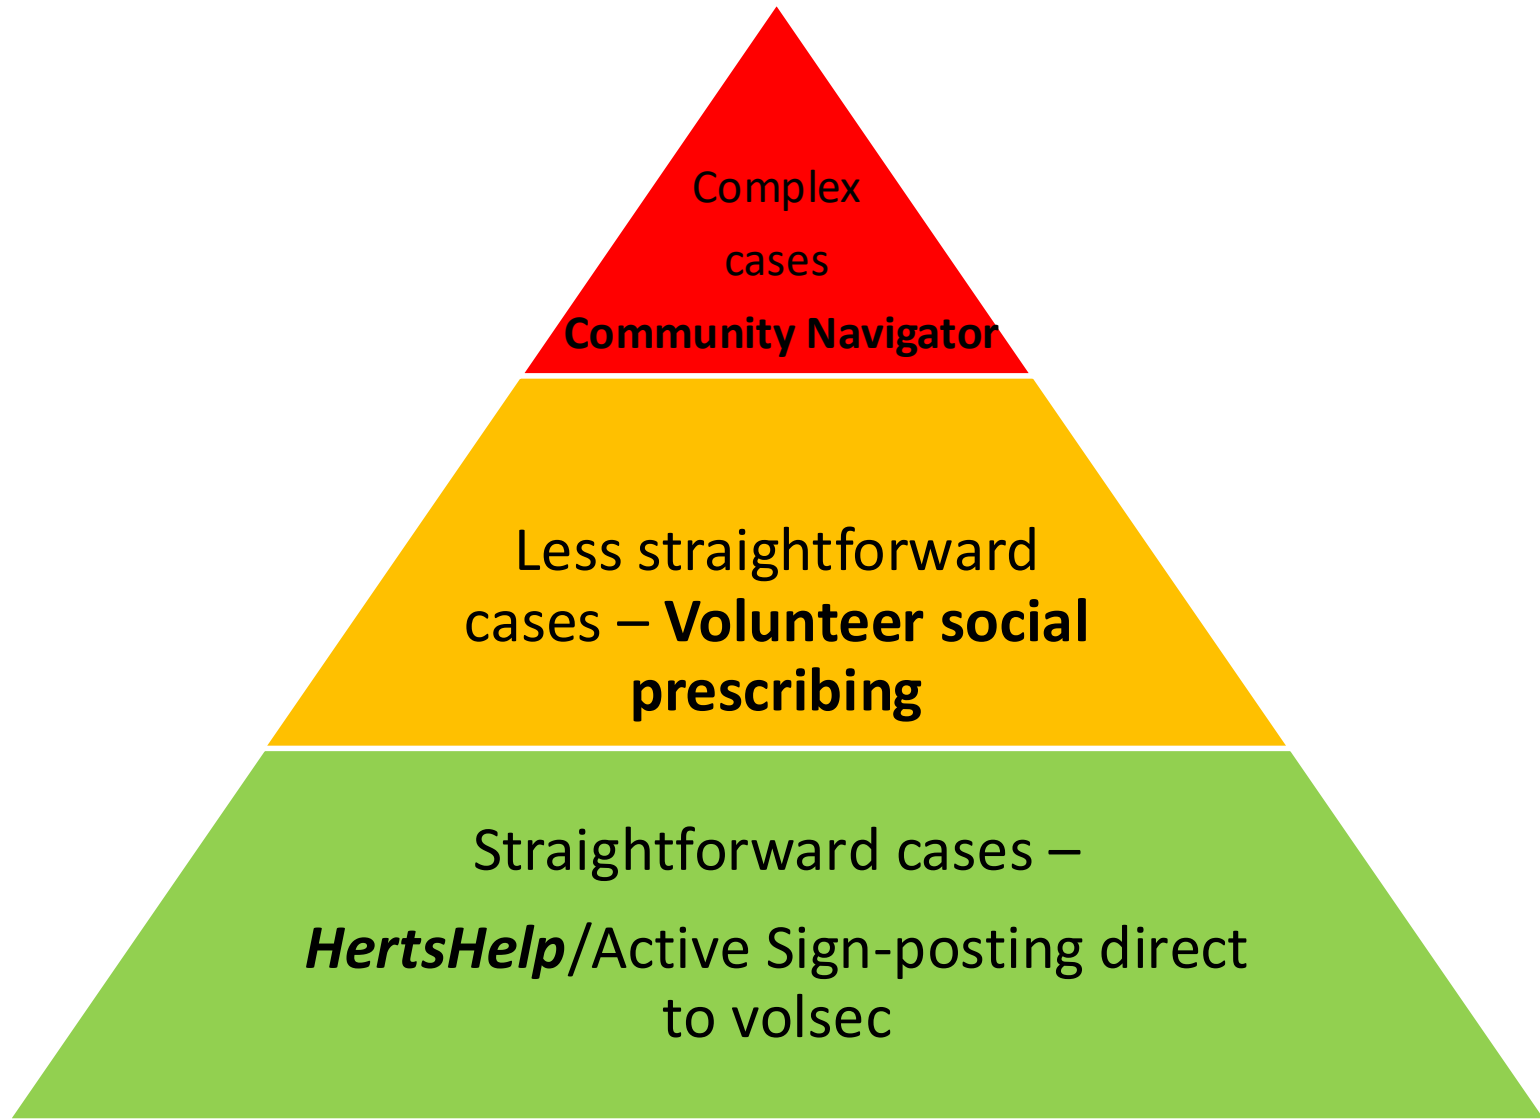 Complex
cases
Community Navigator
Less straightforward
cases – Volunteer social
prescribing
Straightforward cases –
HertsHelp/Active Sign-posting direct
to volsec